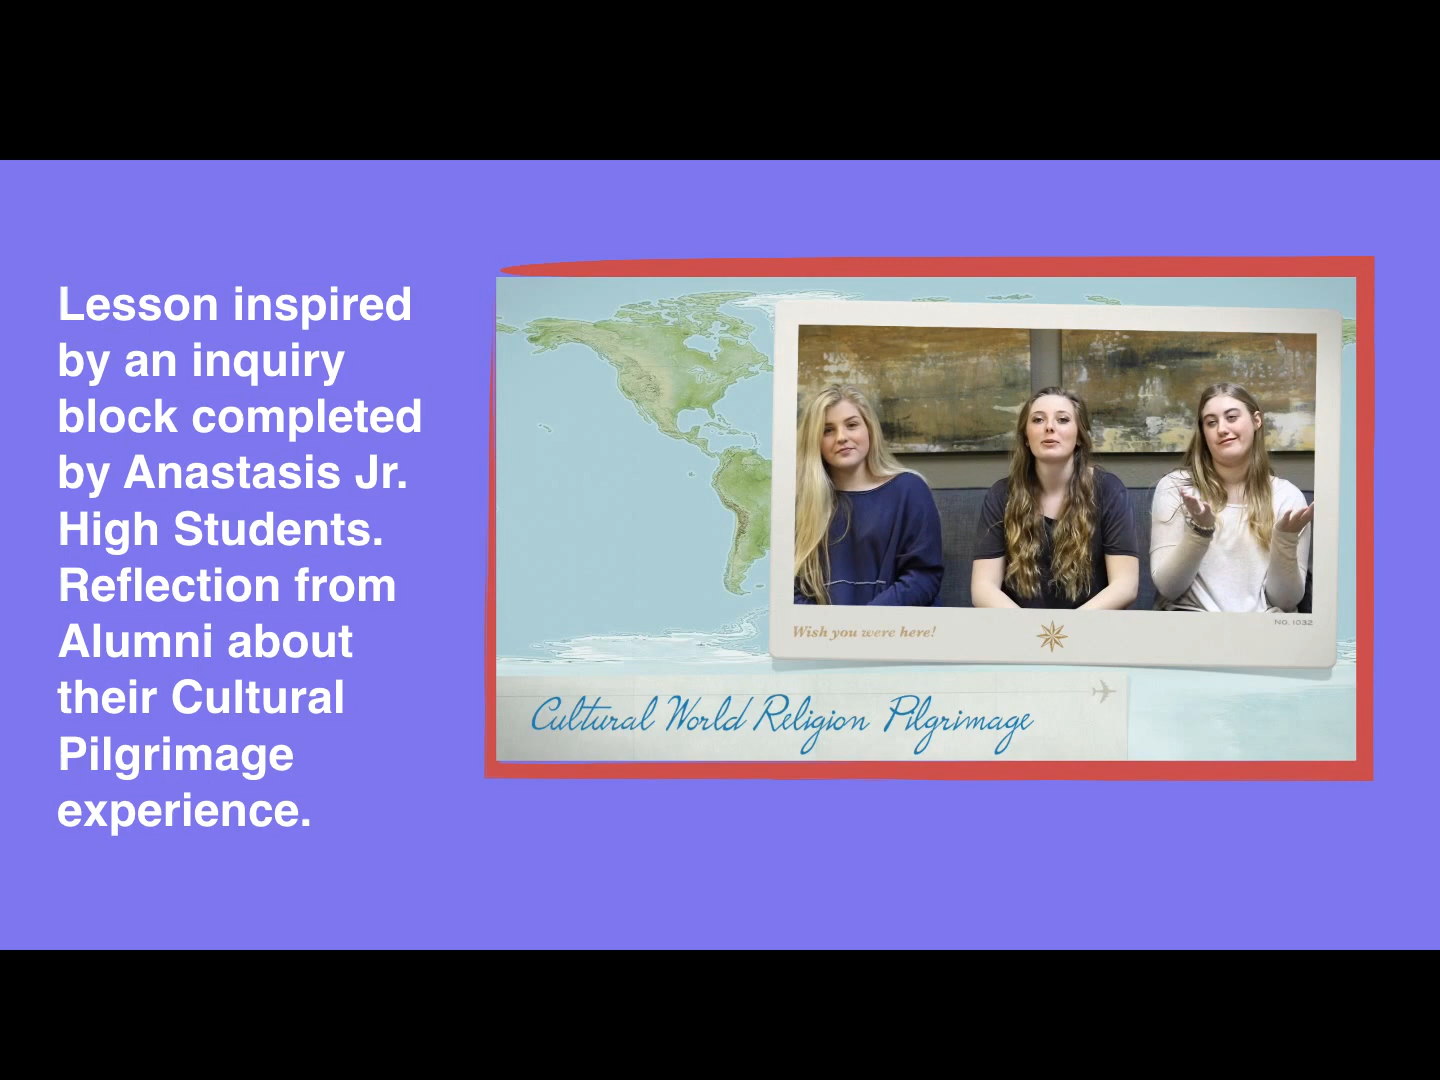 Lesson inspired
by an inquiry
block completed
by Anastasis Jr.
High Students.
Reflection from
Alumni about
their Cultural
Pilgrimage
experience.
Wish you were here!
NO. 1032
Cultural World Religion Pilgrimage